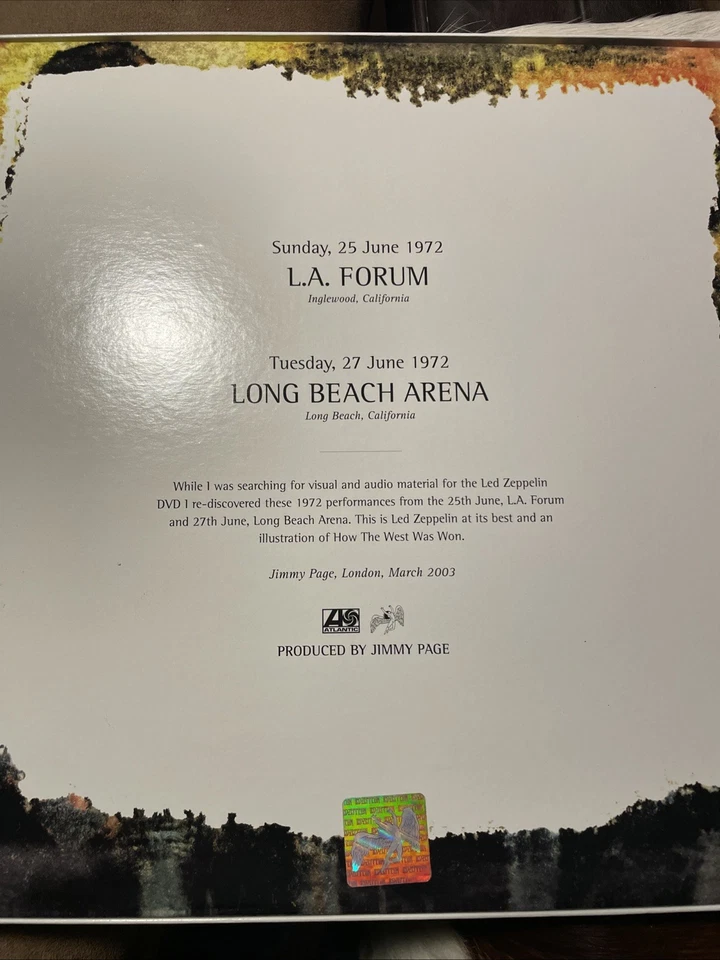 Sunday, 25 June 1972
L.A. FORUM
Inglewood, California
Tuesday, 27 June 1972
LONG BEACH ARENA
Long Beach, California
While I was searching for visual and audio material for the Led Zeppelin
DVD I re-discovered these 1972 performances from the 25th June, L.A. Forum
and 27th June, Long Beach Arena. This is Led Zeppelin at its best and an
illustration of How The West Was Won.
Jimmy Page, London, March 2003
ATLANTIC
PRODUCED BY JIMMY PAGE